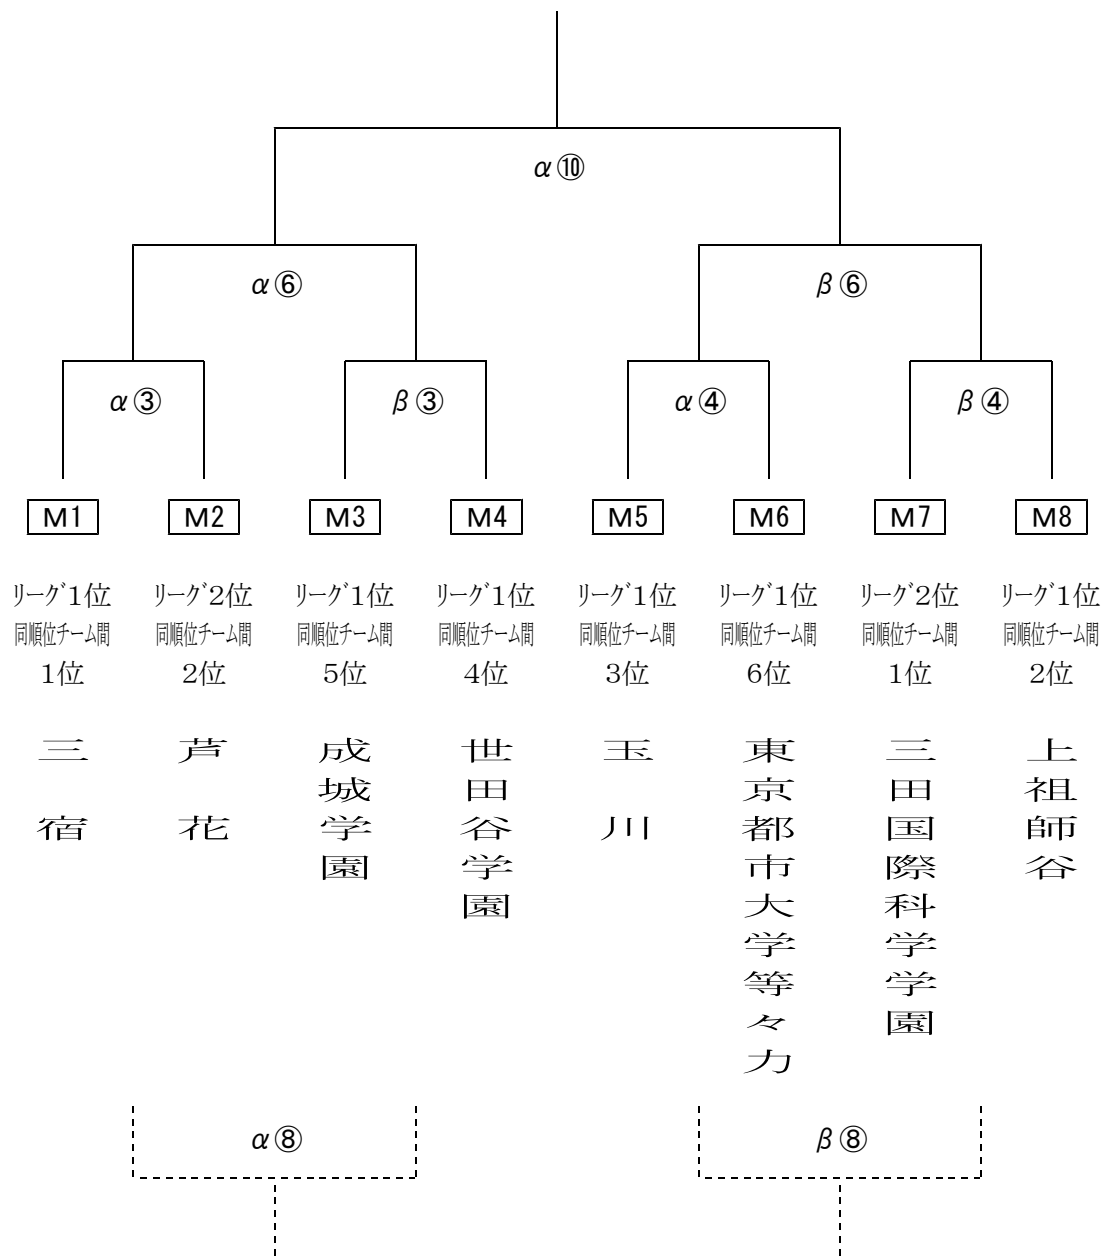 α⑩
α⑥
β⑥
α③
β③
α④
β④
M1
M2
M3
M4
M5
M6
M7
M8
リーグ1位
リーグ2位
リーグ1位
リーグ1位
リーグ1位
リーグ1位
リーグ2位
リーグ1位
同順位チーム間
同順位チーム間
同順位チーム間
同順位チーム間
同順位チーム間
同順位チーム間
同順位チーム間
同順位チーム間
1位
2位
5位
4位
3位
6位
1位
2位
三宿
芦花
成城学園
世田谷学園
玉川
東京都市大学等々力
三田国際科学学園
上祖師谷
α⑧
β⑧